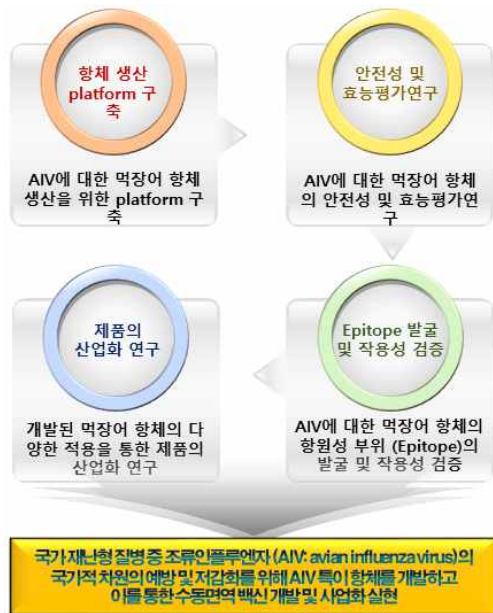 항체 생산
platform 구
축
AIV에 대한 먹장어 항체
생산을 위한 platform 구
축
안전성 및
효능평가연구
AIV에 대한 먹장어 항체
의 안전성 및 효능평가연
구
Epitope 발굴
및 작용성 검증
AIV에 대한 먹장어 항체의
항원성 부위 (Epitope)의
발굴 및 작용성 검증
제품의
산업화 연구
개발된 먹장어 항체의 다
양한 적용을 통한 제품의
산업화 연구
국가 재난형 질병 중 조류인플루엔자 (AIV: avian influenza virus)의
국가적 차원의 예방 및 저감화를 위해 AIV 특이 항체를 개발하고
이를 통한 수동면역 백신 개발 및 사업화 실현